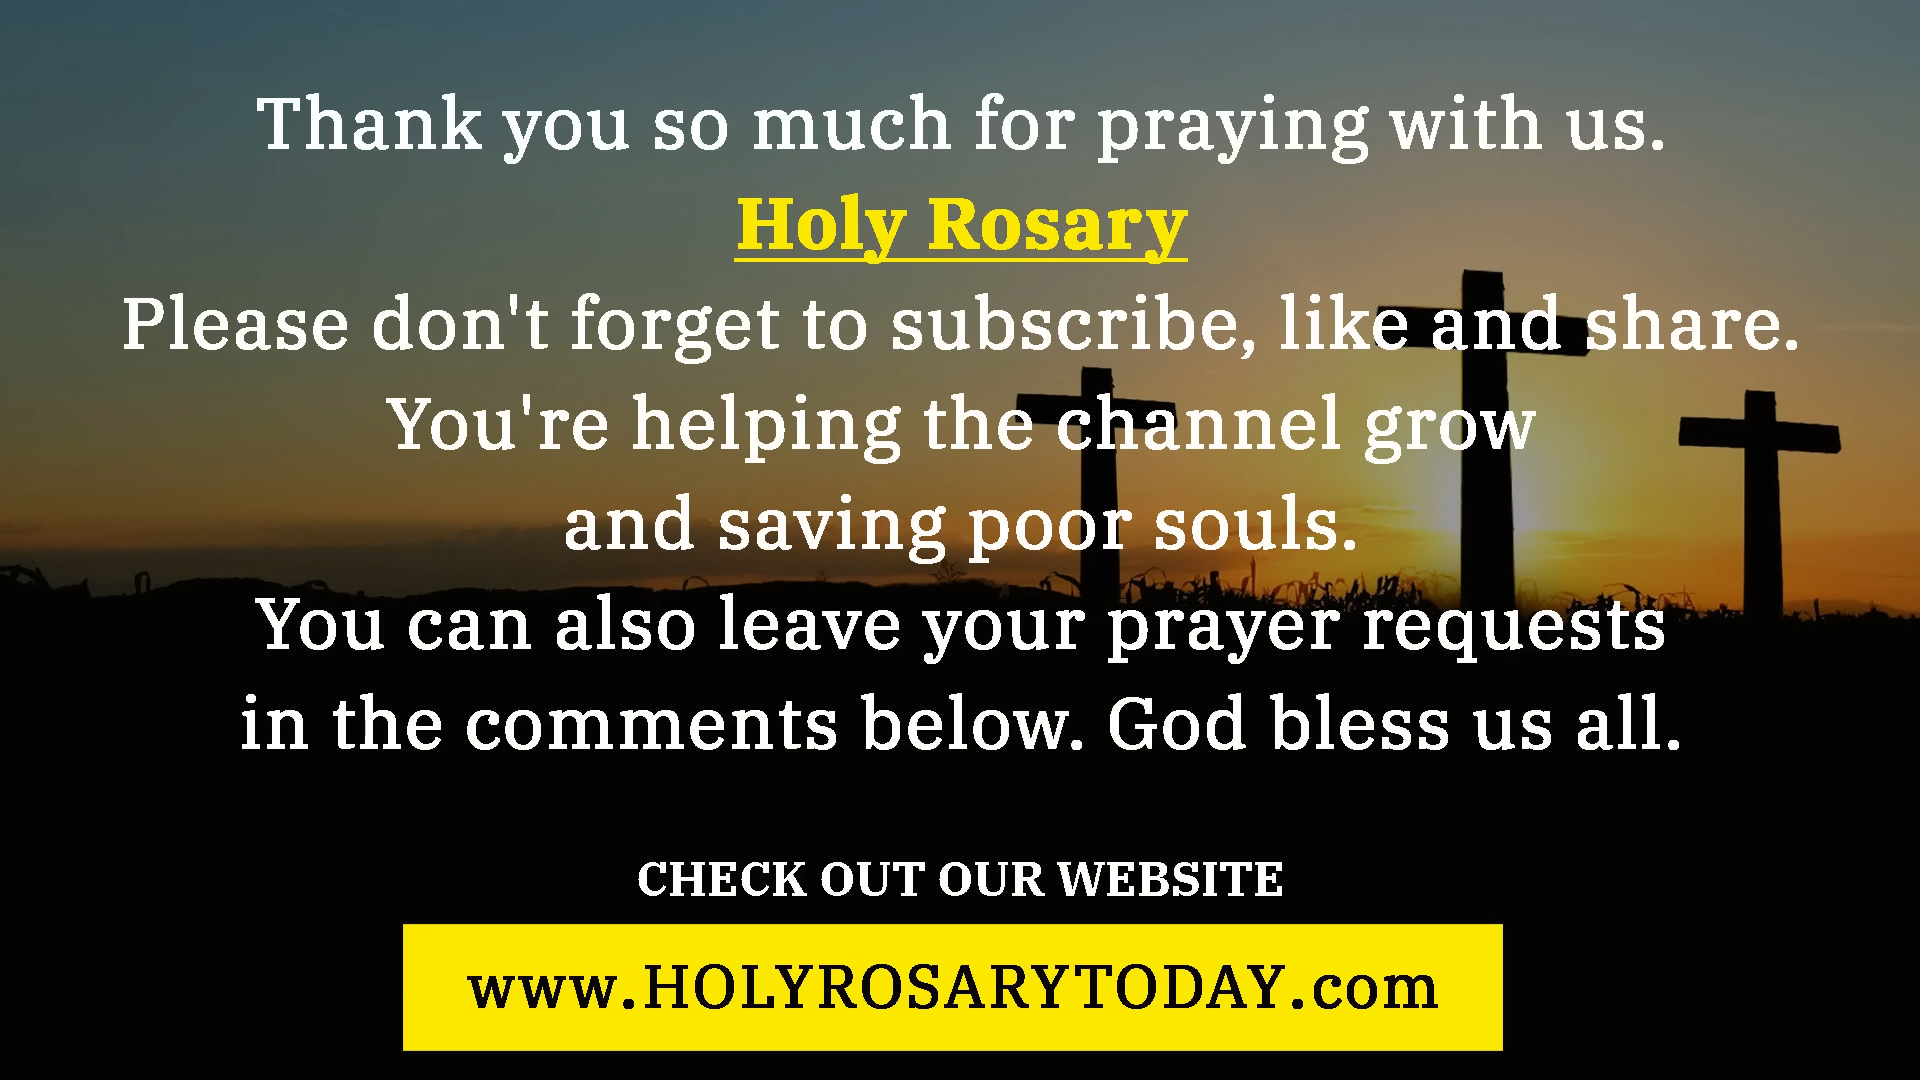 Thank you so much for praying with us.
Holy Rosary
Please don't forget to subscribe, like and share.
You're helping the channel grow
and saving poor souls.
You can also leave your prayer requests
in the comments below. God bless us all.
CHECK OUT OUR WEBSITE
www.HOLYROSARYTODAY.com